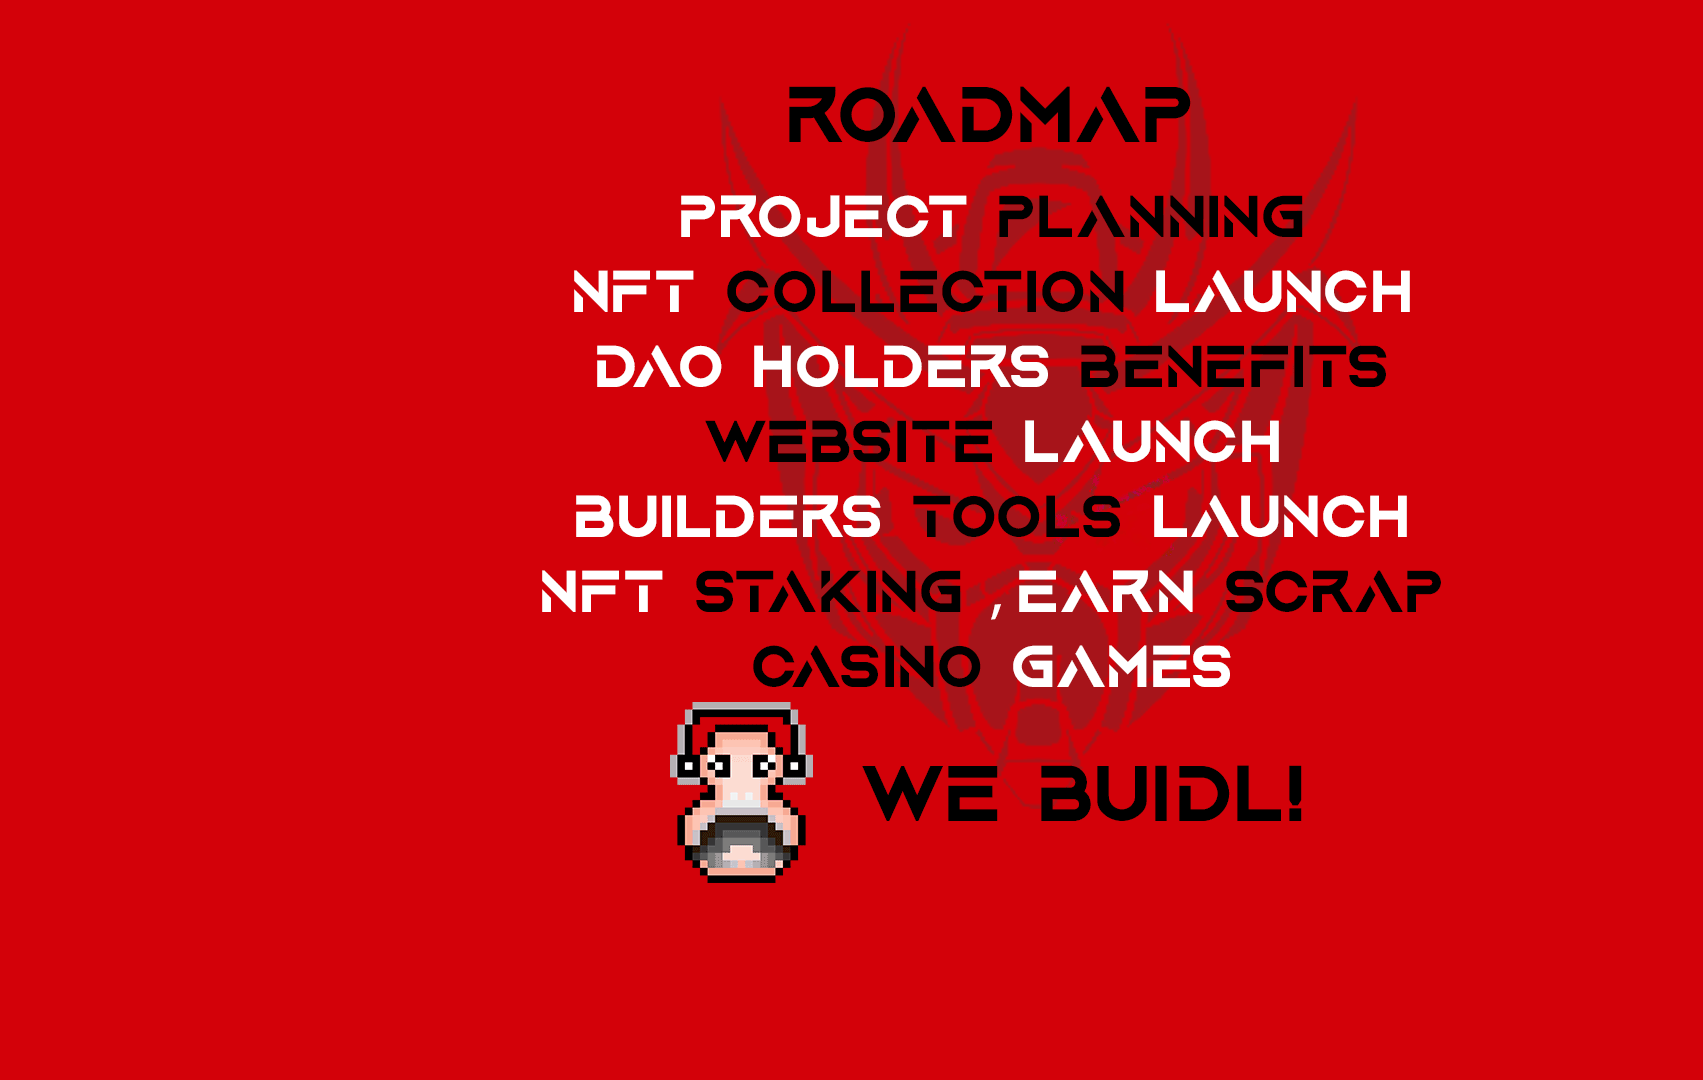 ROADMAP
PROJECT PLANNING
NFT COLLECTION LAUNCH
DAO HOLDERS BENEFITS
WEBSITE LAUNCH
BUILDERS TOOLS LAUNCH
NFT STAKING ,EARN SCRAP
CASINO GAMES
WE BUIDL!